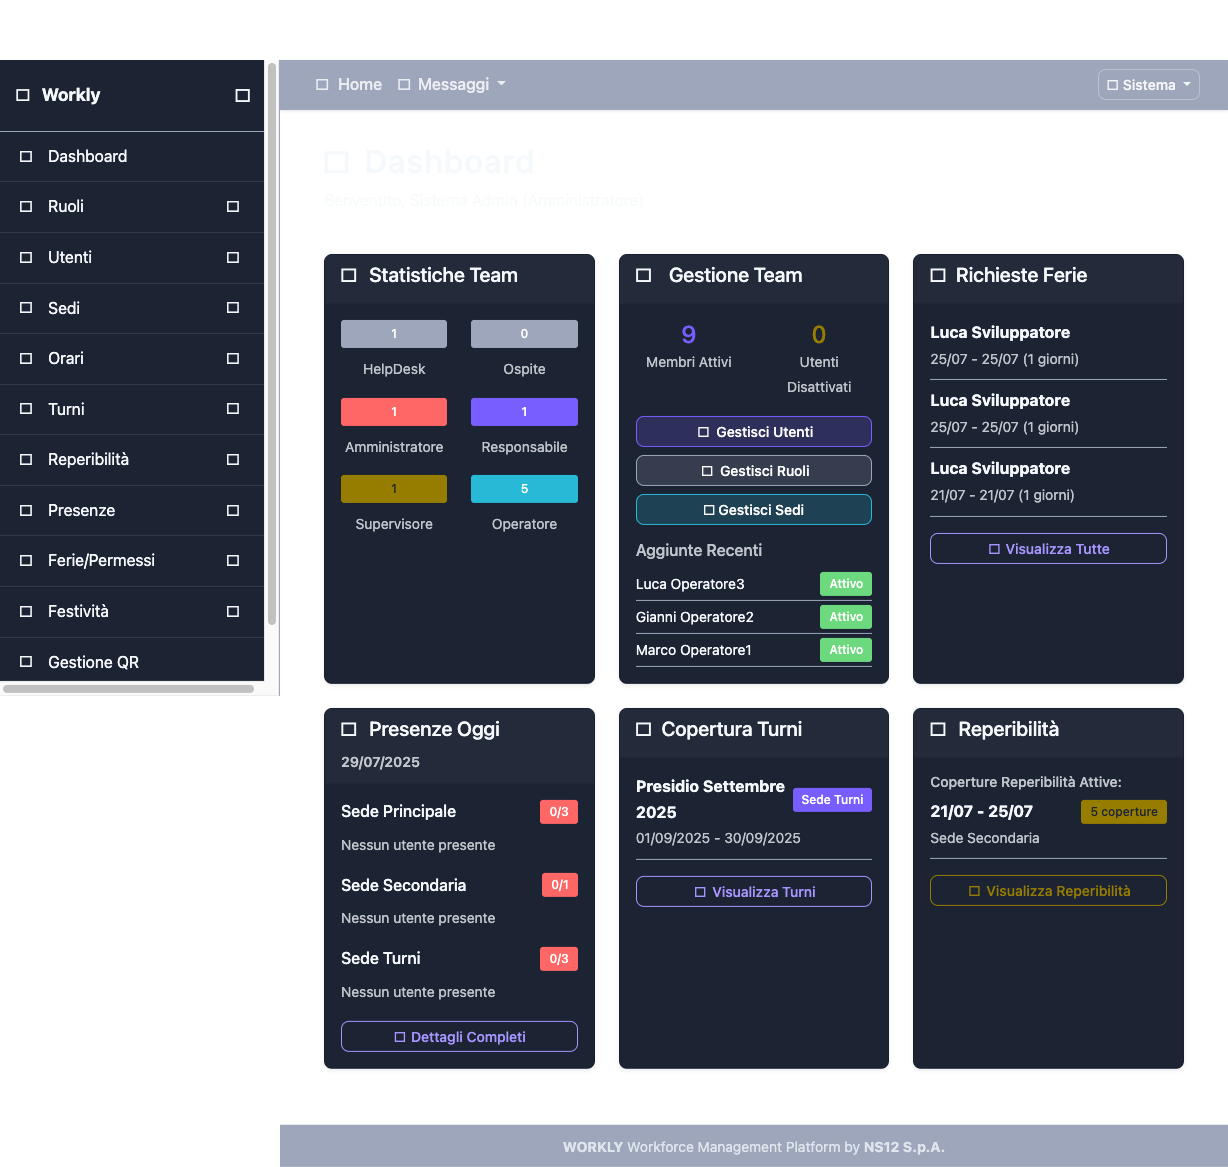 Workly
Dashboard
Ruoli
Utenti
Sedi
Orari
Turni
Reperibilità
Presenze
Ferie/Permessi
Festività
Gestione QR
Home Messaggi
Sistema
Dashboard
Benvenuto, Sistema Admin (Amministratore)
Statistiche Team
1 0
HelpDesk Ospite
1 1
Amministratore Responsabile
1 5
Supervisore Operatore
Gestione Team
9 0
Membri Attivi Utenti
Disattivati
Gestisci Utenti
Gestisci Ruoli
Gestisci Sedi
Aggiunte Recenti
Luca Operatore3 Attivo
Gianni Operatore2 Attivo
Marco Operatore1 Attivo
Richieste Ferie
Luca Sviluppatore
25/07 - 25/07 (1 giorni)
Luca Sviluppatore
25/07 - 25/07 (1 giorni)
Luca Sviluppatore
21/07 - 21/07 (1 giorni)
Visualizza Tutte
Presenze Oggi
29/07/2025
Sede Principale 0/3
Nessun utente presente
Sede Secondaria 0/1
Nessun utente presente
Sede Turni 0/3
Nessun utente presente
Dettagli Completi
Copertura Turni
Presidio Settembre
2025 Sede Turni
01/09/2025 - 30/09/2025
Visualizza Turni
Reperibilità
Coperture Reperibilità Attive:
21/07 - 25/07 5 coperture
Sede Secondaria
Visualizza Reperibilità
WORKLY Workforce Management Platform by NS12 S.p.A.